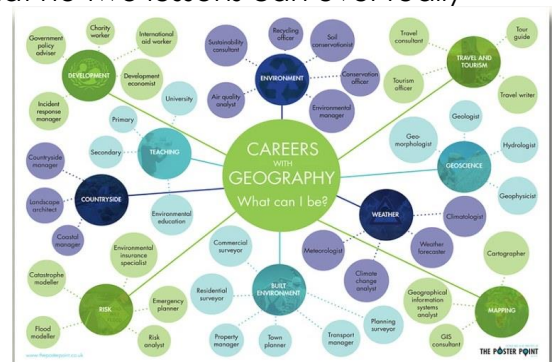 Charity
worker
Government
policy
adviser
International
aid worker
DEVELOPMENT
Development
economist
Incident
response
manager
Recycling
officer
Sustainability
consultant
Soil
conservationist
ENVIRONMENT
Conservation
officer
Air quality
analyst
Environmental
manager
Travel
consultant
Tour
guide
TRAVEL AND
TOURISM
Tourism
officer
Travel writer
University
Primary
Secondary
TEACHING
Environmental
education
CAREERS
WITH
GEOGRAPHY
What can I be?
Geologist
Geo-
morphologist
Hydrologist
GEOSCIENCE
Geophysicist
Countryside
manager
Landscape
architect
COUNTRYSIDE
Coastal
manager
WEATHER
Climatologist
Meteorologist
Weather
forecaster
Climate
change
analyst
Environmental
insurance
specialist
Catastrophe
modeller
Emergency
planner
RISK
Flood
modeller
Risk
analyst
Commercial
surveyor
Residential
surveyor
BUILT
ENVIRONMENT
Planning
surveyor
Property
manager
Town
planner
Transport
manager
Cartographer
Geographical
information
systems
analyst
MAPPING
GIS
consultant
www.theposterpoint.co.uk
THE POSTER POINT